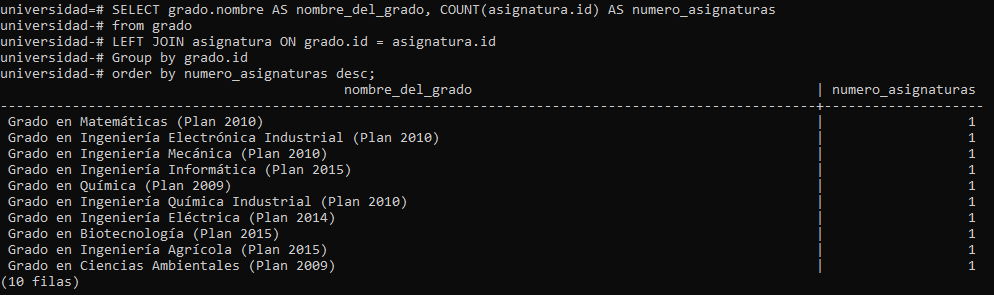 universidad=# SELECT grado.nombre AS nombre_del_grado, COUNT(asignatura.id) AS numero_asignaturas
universidad-# from grado
universidad-# LEFT JOIN asignatura ON grado.id = asignatura.id
universidad-# Group by grado.id
universidad-# order by numero_asignaturas desc;
nombre_del_grado | numero_asignaturas
Grado en Matemáticas (Plan 2010) | 1
Grado en Ingeniería Electrónica Industrial (Plan 2010) | 1
Grado en Ingeniería Mecánica (Plan 2010) | 1
Grado en Ingeniería Informática (Plan 2015) | 1
Grado en Química (Plan 2009) | 1
Grado en Ingeniería Química Industrial (Plan 2010) | 1
Grado en Ingeniería Eléctrica (Plan 2014) | 1
Grado en Biotecnología (Plan 2015) | 1
Grado en Ingeniería Agrícola (Plan 2015) | 1
Grado en Ciencias Ambientales (Plan 2009) | 1
(10 filas)